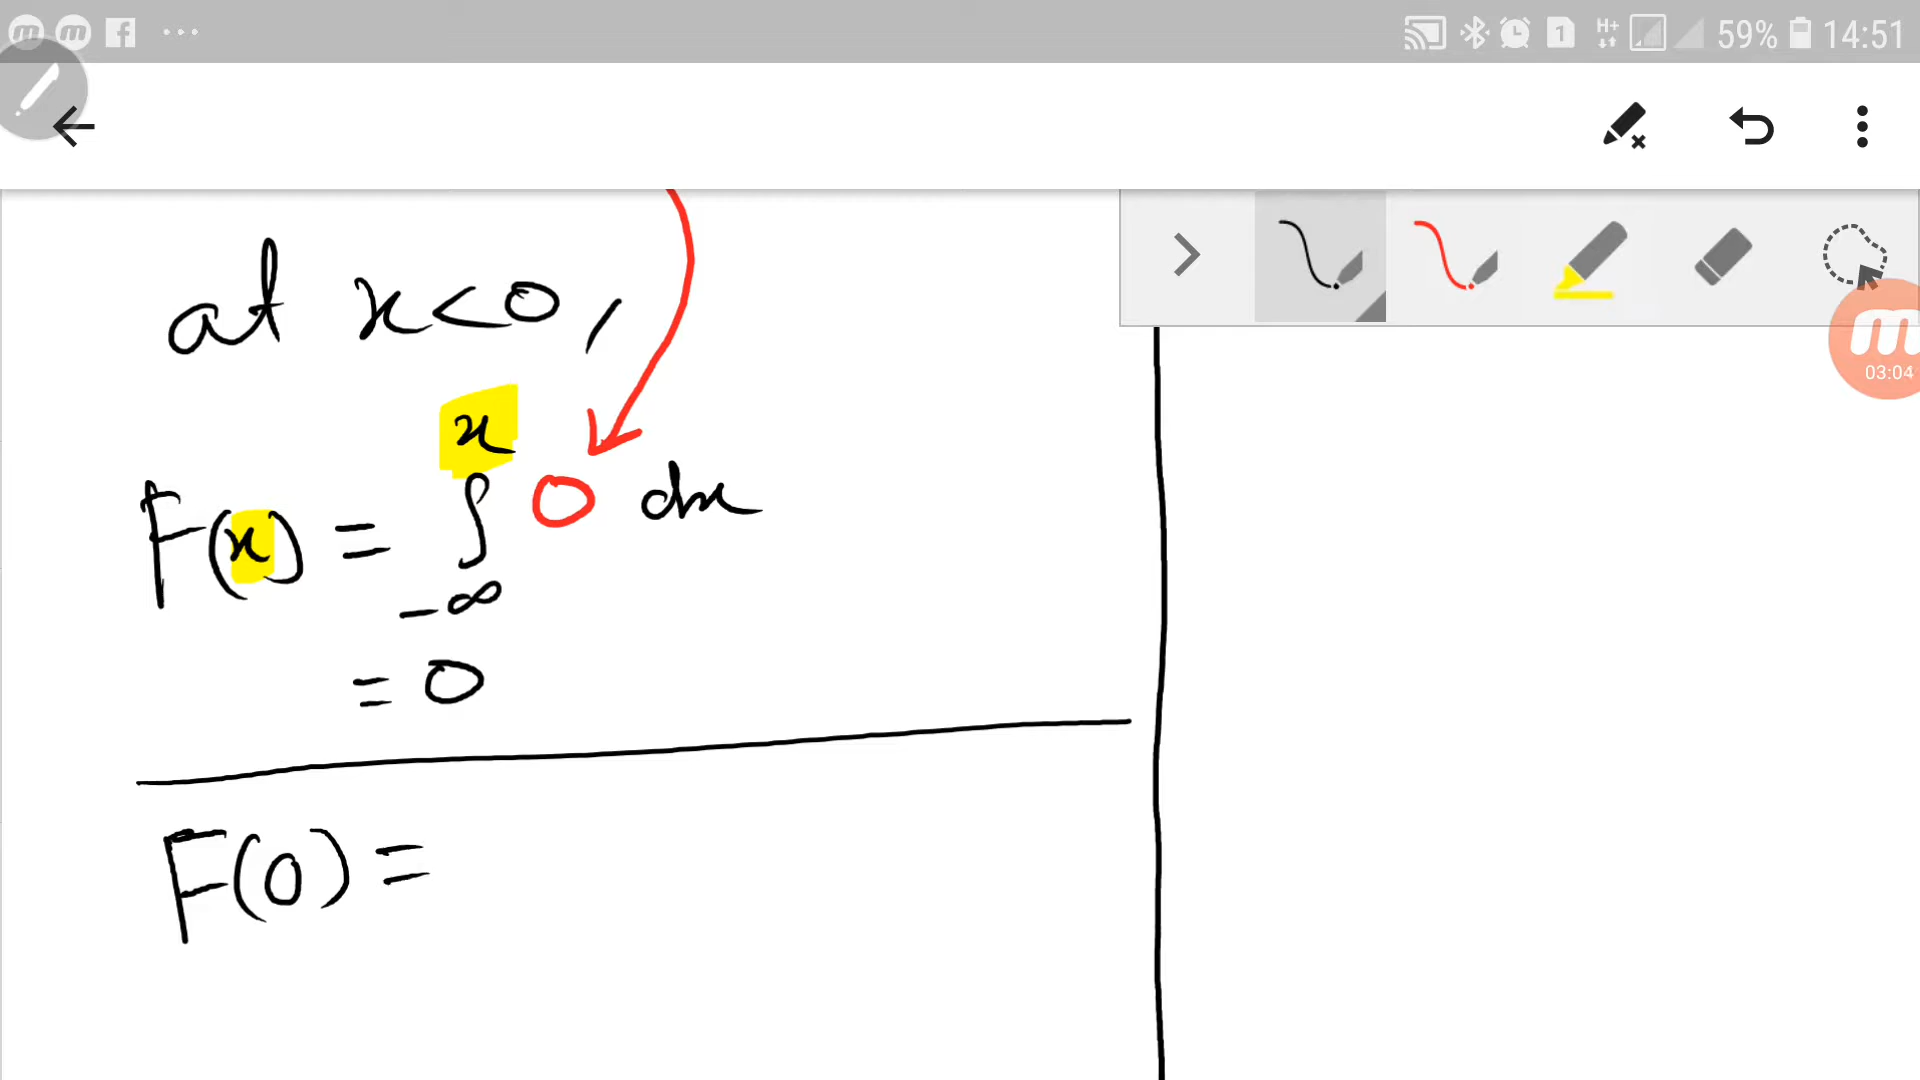 59% 14:51
03:04
at x<0,
F(x) = ∫_{-∞}^{x} 0 dx
= 0
F(0) =